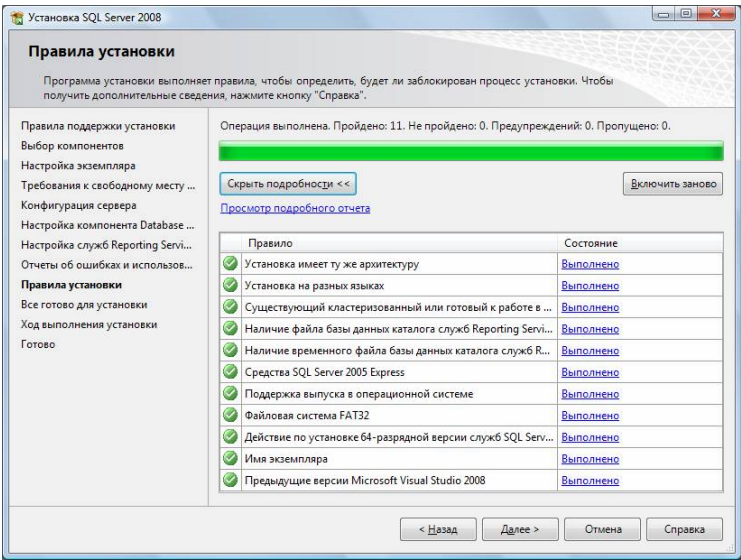 Установка SQL Server 2008
Правила установки
Программа установки выполняет правила, чтобы определить, будет ли заблокирован процесс установки. Чтобы
получить дополнительные сведения, нажмите кнопку "Справка".
Правила поддержки установки
Выбор компонентов
Настройка экземпляра
Требования к свободному месту ...
Конфигурация сервера
Настройка компонента Database ...
Настройка служб Reporting Servi...
Отчеты об ошибках и использов...
Правила установки
Все готово для установки
Ход выполнения установки
Готово
Операция выполнена. Пройдено: 11. Не пройдено: 0. Предупреждений: 0. Пропущено: 0.
Скрыть подробности <<
Включить заново
Просмотр подробного отчета
Правило Состояние
Установка имеет ту же архитектуру Выполнено
Установка на разных языках Выполнено
Существующий кластеризованный или готовый к работе в ... Выполнено
Наличие файла базы данных каталога служб Reporting Servi... Выполнено
Наличие временного файла базы данных каталога служб R... Выполнено
Средства SQL Server 2005 Express Выполнено
Поддержка выпуска в операционной системе Выполнено
Файловая система FAT32 Выполнено
Действие по установке 64-разрядной версии служб SQL Serv... Выполнено
Имя экземпляра Выполнено
Предыдущие версии Microsoft Visual Studio 2008 Выполнено
< Назад Далее > Отмена Справка